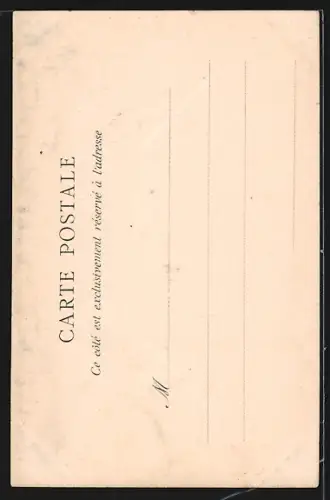 CARTE POSTALE
Ce côté est exclusivement réservé à l'adresse
M